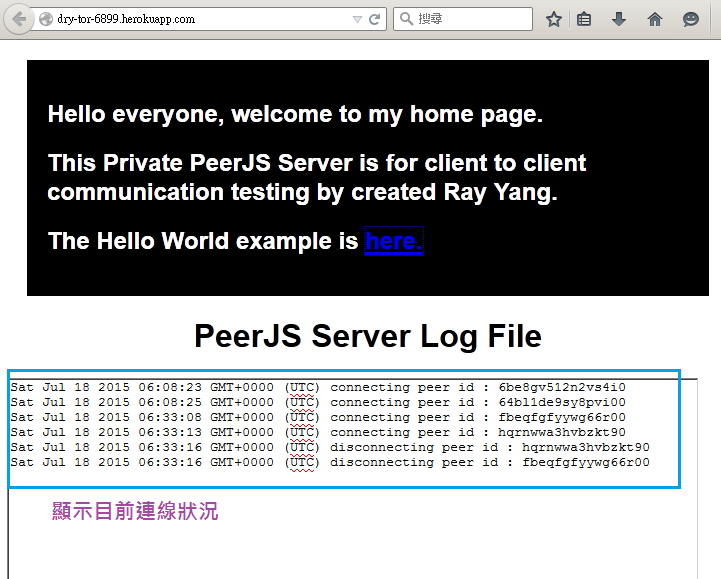 dry-tor-6899.herokuapp.com
搜尋
Hello everyone, welcome to my home page.
This Private PeerJS Server is for client to client
communication testing by created Ray Yang.
The Hello World example is here.
PeerJS Server Log File
Sat Jul 18 2015 06:08:23 GMT+0000 (UTC) connecting peer id : 6be8gv512n2vs4i0
Sat Jul 18 2015 06:08:25 GMT+0000 (UTC) connecting peer id : 64bl1de9sy8pvi00
Sat Jul 18 2015 06:33:08 GMT+0000 (UTC) connecting peer id : fbeqfgfyywg66r00
Sat Jul 18 2015 06:33:13 GMT+0000 (UTC) connecting peer id : hqrnwwa3hvbzkt90
Sat Jul 18 2015 06:33:16 GMT+0000 (UTC) disconnecting peer id : hqrnwwa3hvbzkt90
Sat Jul 18 2015 06:33:16 GMT+0000 (UTC) disconnecting peer id : fbeqfgfyywg66r00
顯示目前連線狀況